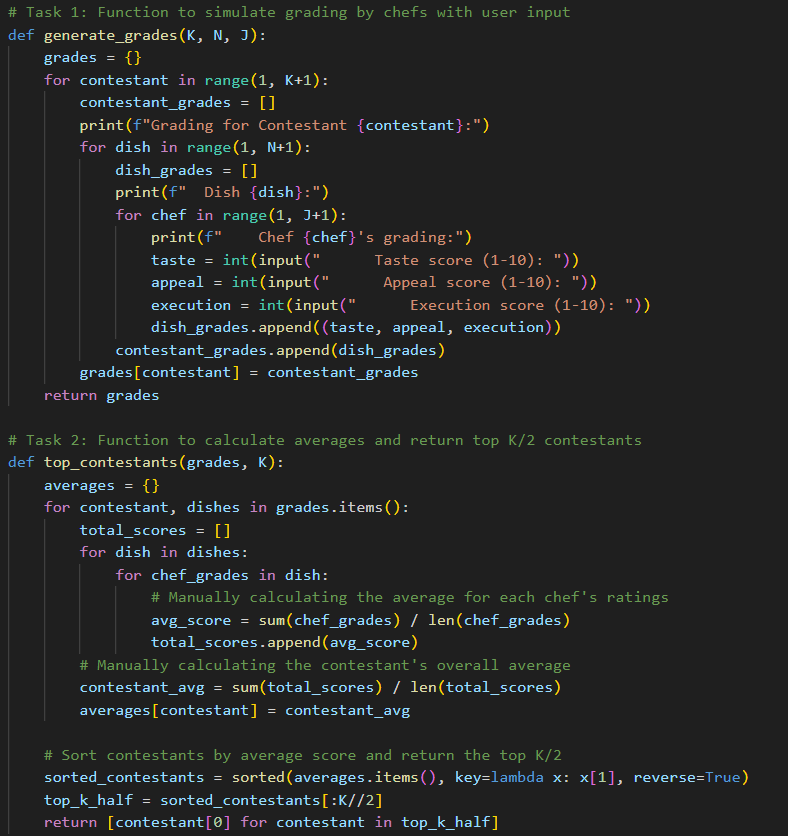 # Task 1: Function to simulate grading by chefs with user input
def generate_grades(K, N, J):
    grades = {}
    for contestant in range(1, K+1):
        contestant_grades = []
        print(f"Grading for Contestant {contestant}:")
        for dish in range(1, N+1):
            dish_grades = []
            print(f"  Dish {dish}:")
            for chef in range(1, J+1):
                print(f"    Chef {chef}'s grading:")
                taste = int(input("      Taste score (1-10): "))
                appeal = int(input("      Appeal score (1-10): "))
                execution = int(input("      Execution score (1-10): "))
                dish_grades.append((taste, appeal, execution))
            contestant_grades.append(dish_grades)
        grades[contestant] = contestant_grades
    return grades

# Task 2: Function to calculate averages and return top K/2 contestants
def top_contestants(grades, K):
    averages = {}
    for contestant, dishes in grades.items():
        total_scores = []
        for dish in dishes:
            for chef_grades in dish:
                # Manually calculating the average for each chef's ratings
                avg_score = sum(chef_grades) / len(chef_grades)
                total_scores.append(avg_score)
        # Manually calculating the contestant's overall average
        contestant_avg = sum(total_scores) / len(total_scores)
        averages[contestant] = contestant_avg

    # Sort contestants by average score and return the top K/2
    sorted_contestants = sorted(averages.items(), key=lambda x: x[1], reverse=True)
    top_k_half = sorted_contestants[:K//2]
    return [contestant[0] for contestant in top_k_half]